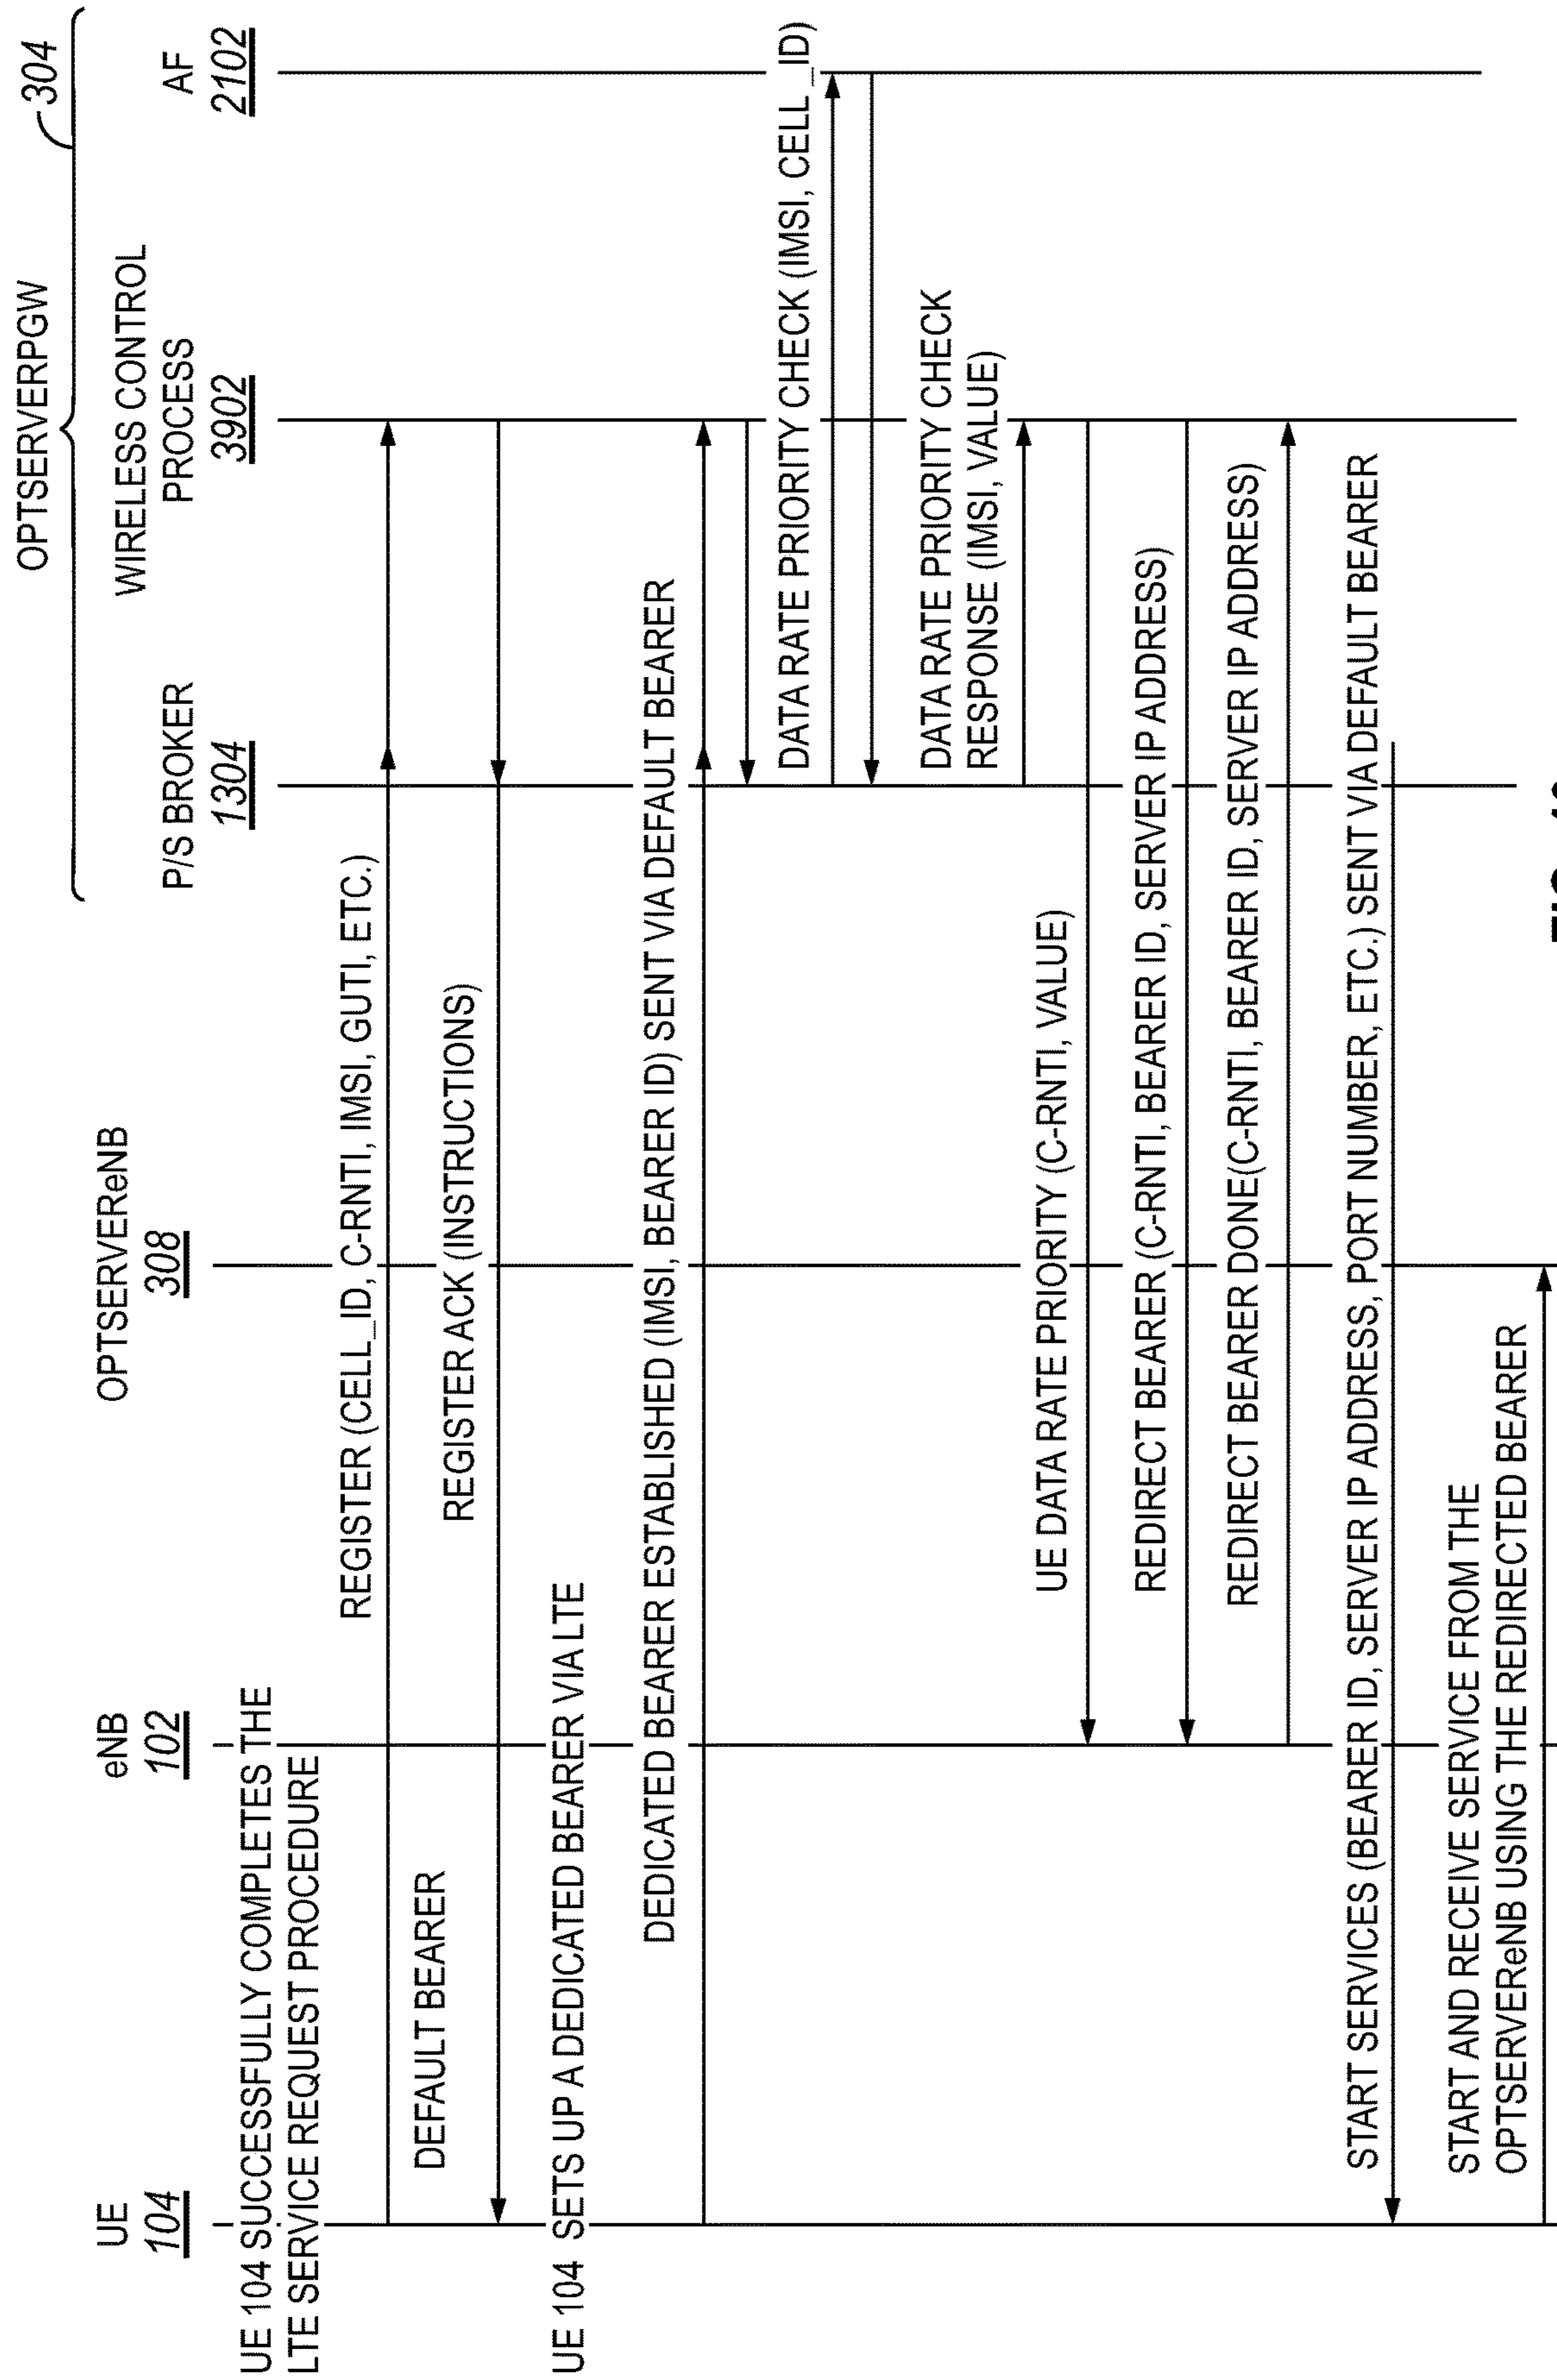 OPTSERVERPGW
304
UE
104
eNB
102
OPTSERVEReNB
308
P/S BROKER
1304
WIRELESS CONTROL
PROCESS
3902
AF
2102
UE 104 SUCCESSFULLY COMPLETES THE
LTE SERVICE REQUEST PROCEDURE
REGISTER (CELL_ID, C-RNTI, IMSI, GUTI, ETC.)
DEFAULT BEARER
REGISTER ACK (INSTRUCTIONS)
UE 104 SETS UP A DEDICATED BEARER VIA LTE
DEDICATED BEARER ESTABLISHED (IMSI, BEARER ID) SENT VIA DEFAULT BEARER
DATA RATE PRIORITY CHECK (IMSI, CELL_ID)
DATA RATE PRIORITY CHECK
RESPONSE (IMSI, VALUE)
UE DATA RATE PRIORITY (C-RNTI, VALUE)
REDIRECT BEARER (C-RNTI, BEARER ID, SERVER IP ADDRESS)
REDIRECT BEARER DONE(C-RNTI, BEARER ID, SERVER IP ADDRESS)
START SERVICES (BEARER ID, SERVER IP ADDRESS, PORT NUMBER, ETC.) SENT VIA DEFAULT BEARER
START AND RECEIVE SERVICE FROM THE
OPTSERVEReNB USING THE REDIRECTED BEARER